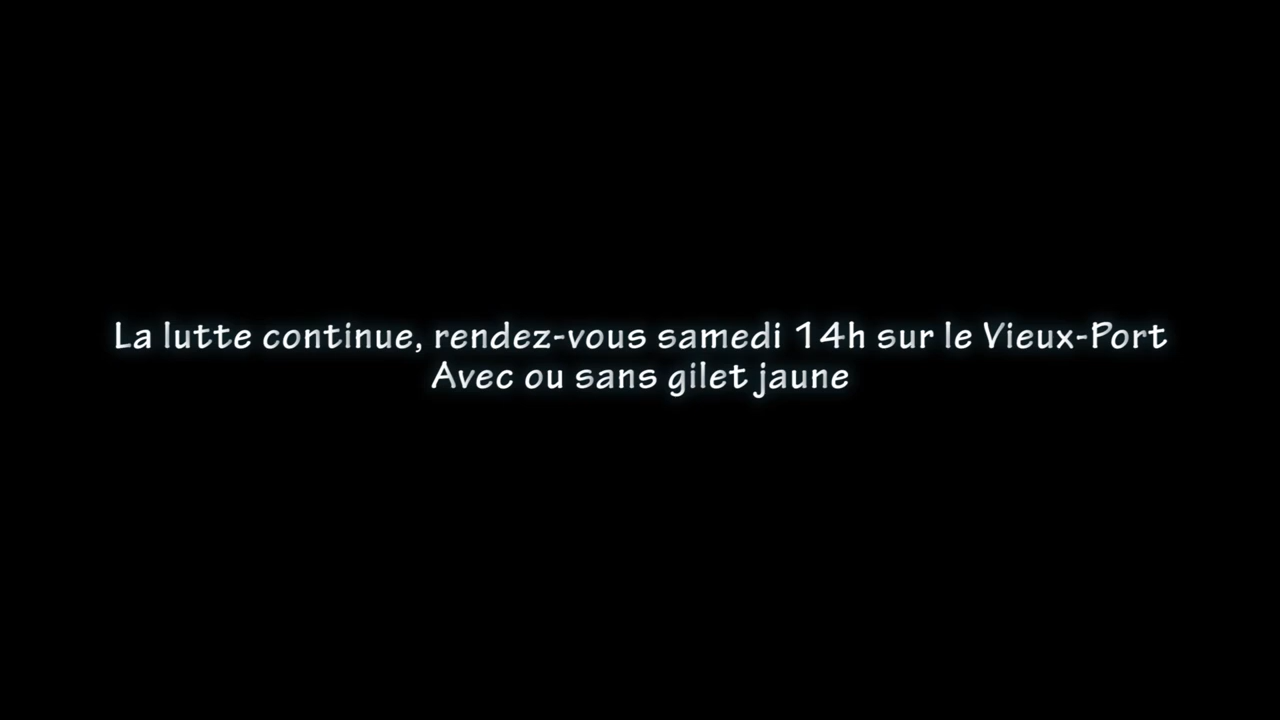 La lutte continue, rendez-vous samedi 14h sur le Vieux-Port
Avec ou sans gilet jaune